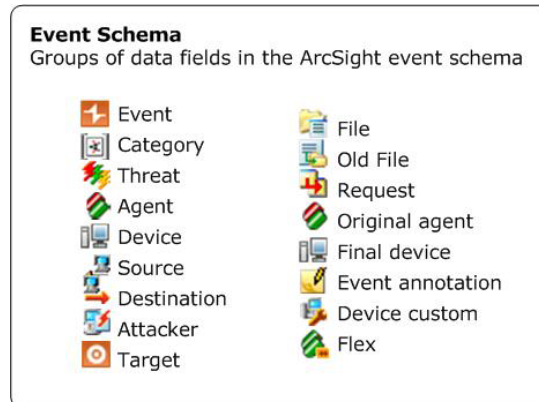 Event Schema
Groups of data fields in the ArcSight event schema
Event
Category
Threat
Agent
Device
Source
Destination
Attacker
Target
File
Old File
Request
Original agent
Final device
Event annotation
Device custom
Flex